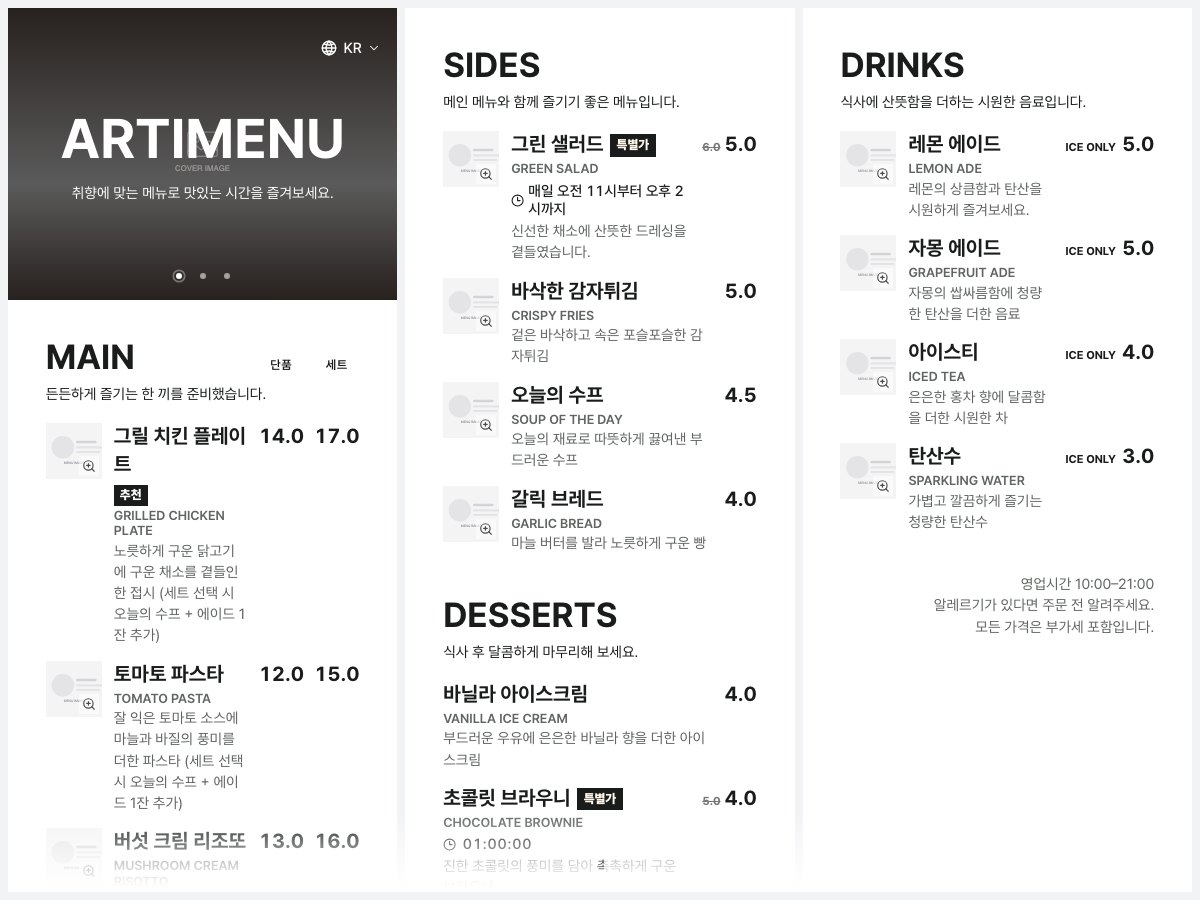 KR
ARTIMENU
COVER IMAGE
취향에 맞는 메뉴로 맛있는 시간을 즐겨보세요.
MAIN
단품 세트
든든하게 즐기는 한 끼를 준비했습니다.
그릴 치킨 플레이 14.0 17.0
트
추천
GRILLED CHICKEN
PLATE
노릇하게 구운 닭고기
에 구운 채소를 곁들인
한 접시 (세트 선택 시
오늘의 수프 + 에이드 1
잔 추가)
토마토 파스타 12.0 15.0
TOMATO PASTA
잘 익은 토마토 소스에
마늘과 바질의 풍미를
더한 파스타 (세트 선택
시 오늘의 수프 + 에이
드 1잔 추가)
버섯 크림 리조또 13.0 16.0
MUSHROOM CREAM
RISOTTO
SIDES
메인 메뉴와 함께 즐기기 좋은 메뉴입니다.
그린 샐러드 특별가 6.0 5.0
GREEN SALAD
매일 오전 11시부터 오후 2
시까지
신선한 채소에 산뜻한 드레싱을
곁들였습니다.
바삭한 감자튀김 5.0
CRISPY FRIES
겉은 바삭하고 속은 포슬포슬한 감
자튀김
오늘의 수프 4.5
SOUP OF THE DAY
오늘의 재료로 따뜻하게 끓여낸 부
드러운 수프
갈릭 브레드 4.0
GARLIC BREAD
마늘 버터를 발라 노릇하게 구운 빵
DESSERTS
식사 후 달콤하게 마무리해 보세요.
바닐라 아이스크림 4.0
VANILLA ICE CREAM
부드러운 우유에 은은한 바닐라 향을 더한 아이
스크림
초콜릿 브라우니 특별가 5.0 4.0
CHOCOLATE BROWNIE
01:00:00
진한 초콜릿의 풍미를 담아 촉촉하게 구운
DRINKS
식사에 산뜻함을 더하는 시원한 음료입니다.
레몬 에이드 ICE ONLY 5.0
LEMON ADE
레몬의 상큼함과 탄산을
시원하게 즐겨보세요.
자몽 에이드 ICE ONLY 5.0
GRAPEFRUIT ADE
자몽의 쌉싸름함에 청량
한 탄산을 더한 음료
아이스티 ICE ONLY 4.0
ICED TEA
은은한 홍차 향에 달콤함
을 더한 시원한 차
탄산수 ICE ONLY 3.0
SPARKLING WATER
가볍고 깔끔하게 즐기는
청량한 탄산수
영업시간 10:00–21:00
알레르기가 있다면 주문 전 알려주세요.
모든 가격은 부가세 포함입니다.